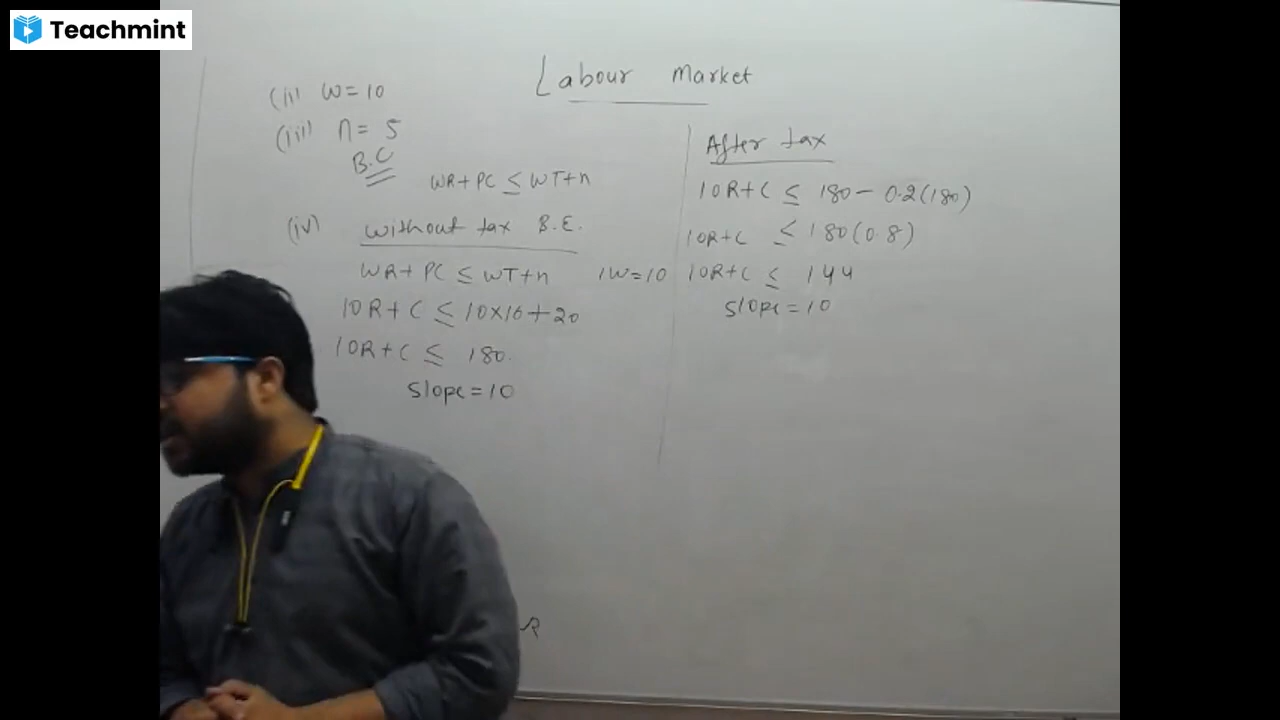 Teachmint
Labour Market
(ii) W=10
(iii) n= 5
B.C
WR+PC ≤ WT+n
(iv) without tax B.E.
WR+PC ≤ WT+n
10R+C ≤ 10×16+20
10R+C ≤ 180.
Slope=10
After tax
10R+C ≤ 180- 0.2(180)
10R+C ≤ 180(0.8)
10R+C ≤ 144
Slope=10
R